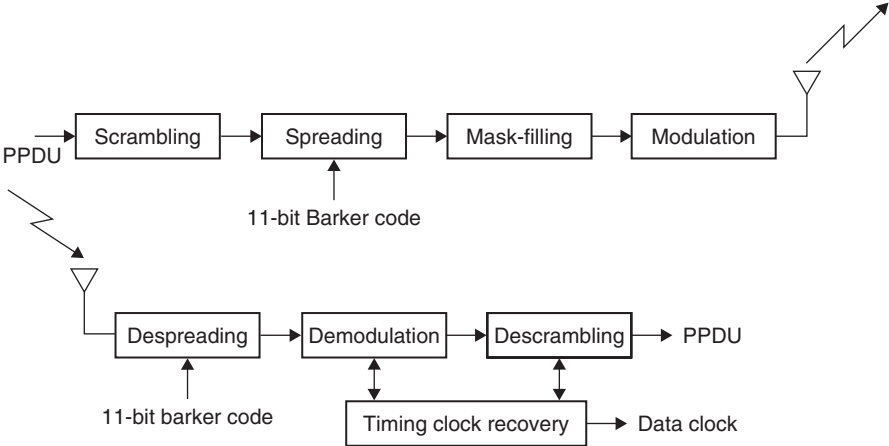 Scrambling
Spreading
Mask-filling
Modulation
PPDU
11-bit Barker code
Despreading
Demodulation
Descrambling
PPDU
11-bit barker code
Timing clock recovery
Data clock